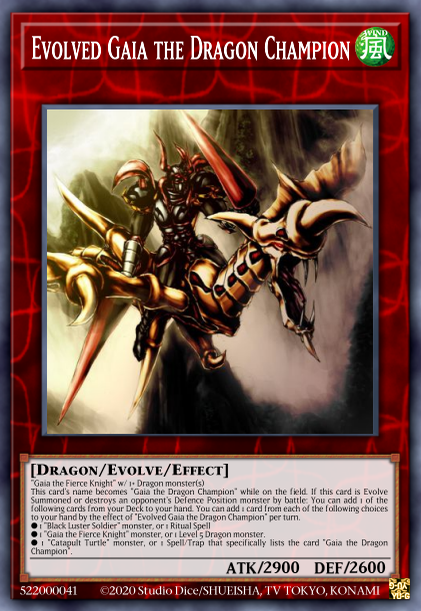 EVOLVED GAIA THE DRAGON CHAMPION
WIND
風
[DRAGON/EVOLVE/EFFECT]
"Gaia the Fierce Knight" w/ 1+ Dragon monster(s)
This card's name becomes "Gaia the Dragon Champion" while on the field. If this card is Evolve
Summoned or destroys an opponent's Defence Position monster by battle: You can add 1 of the
following cards from your Deck to your hand. You can add 1 card from each of the following choices
to your hand by the effect of "Evolved Gaia the Dragon Champion" per turn.
● 1 "Black Luster Soldier" monster, or 1 Ritual Spell
● 1 "Gaia the Fierce Knight" monster, or 1 Level 5 Dragon monster.
● 1 "Catapult Turtle" monster, or 1 Spell/Trap that specifically lists the card "Gaia the Dragon
Champion".
ATK/2900 DEF/2600
522000041 ©2020 Studio Dice/SHUEISHA, TV TOKYO, KONAMI